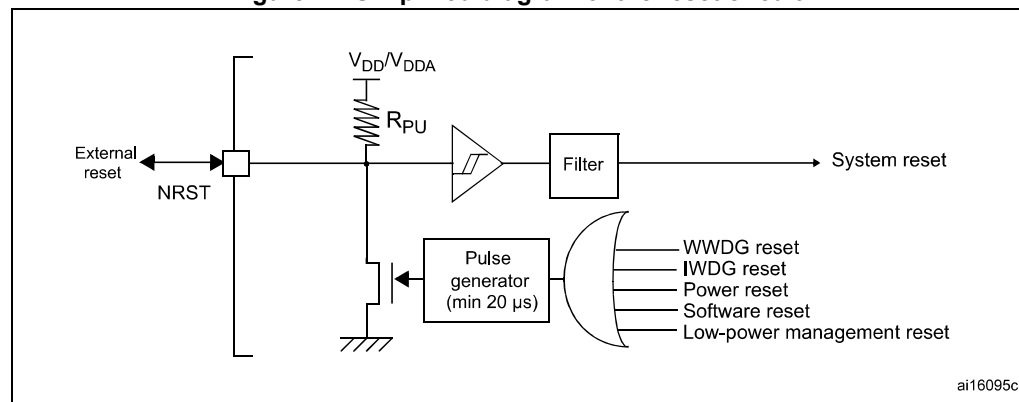 V_DD/V_DDA
R_PU
External
reset
NRST
Filter
System reset
Pulse
generator
(min 20 µs)
WWDG reset
IWDG reset
Power reset
Software reset
Low-power management reset
ai16095c